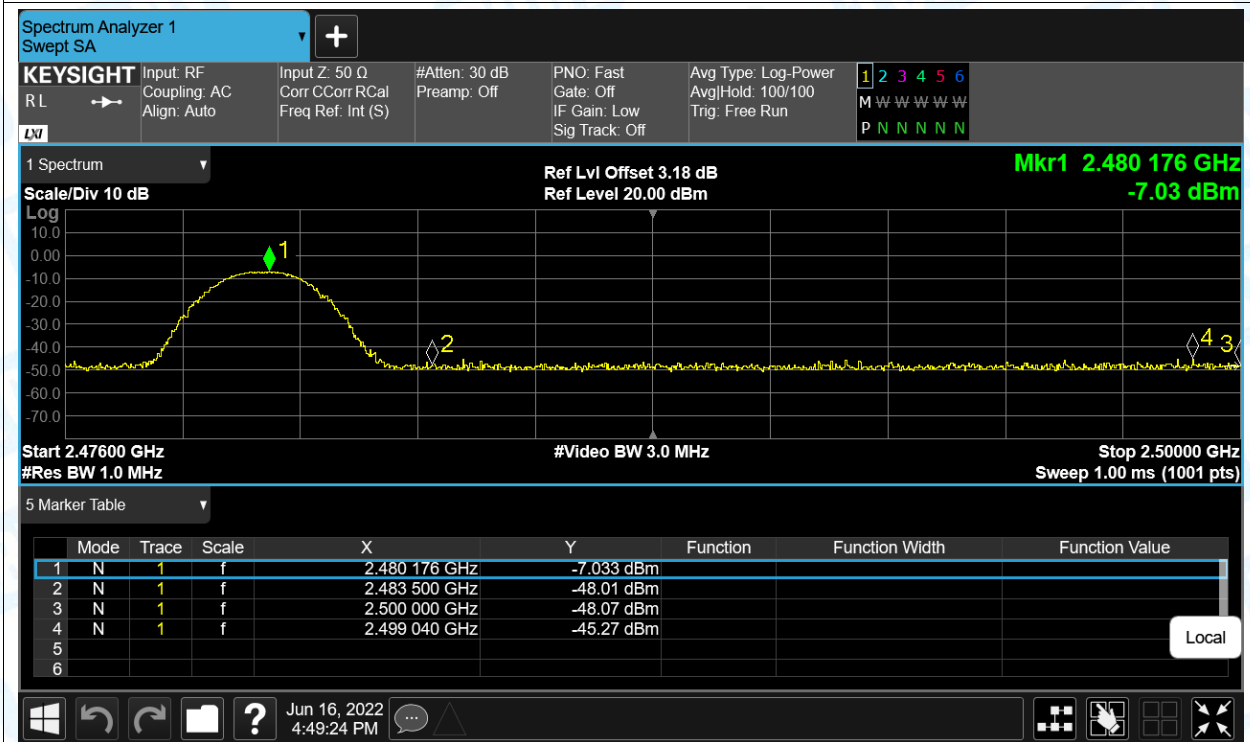 Spectrum Analyzer 1
Swept SA
KEYSIGHT
R L
LXI
Input: RF
Coupling: AC
Align: Auto
Input Z: 50 Ω
Corr CCorr RCal
Freq Ref: Int (S)
#Atten: 30 dB
Preamp: Off
PNO: Fast
Gate: Off
IF Gain: Low
Sig Track: Off
Avg Type: Log-Power
Avg|Hold: 100/100
Trig: Free Run
1 2 3 4 5 6
M W W W W W
P N N N N N
1 Spectrum
Scale/Div 10 dB
Ref Lvl Offset 3.18 dB
Ref Level 20.00 dBm
Mkr1 2.480 176 GHz
-7.03 dBm
Log
10.0
0.00
-10.0
-20.0
-30.0
-40.0
-50.0
-60.0
-70.0
1
2
4
3
Start 2.47600 GHz
#Video BW 3.0 MHz
Stop 2.50000 GHz
#Res BW 1.0 MHz
Sweep 1.00 ms (1001 pts)
5 Marker Table
Mode Trace Scale X Y Function Function Width Function Value
1 N 1 f 2.480 176 GHz -7.033 dBm
2 N 1 f 2.483 500 GHz -48.01 dBm
3 N 1 f 2.500 000 GHz -48.07 dBm
4 N 1 f 2.499 040 GHz -45.27 dBm
5
6
Local
?
Jun 16, 2022
4:49:24 PM